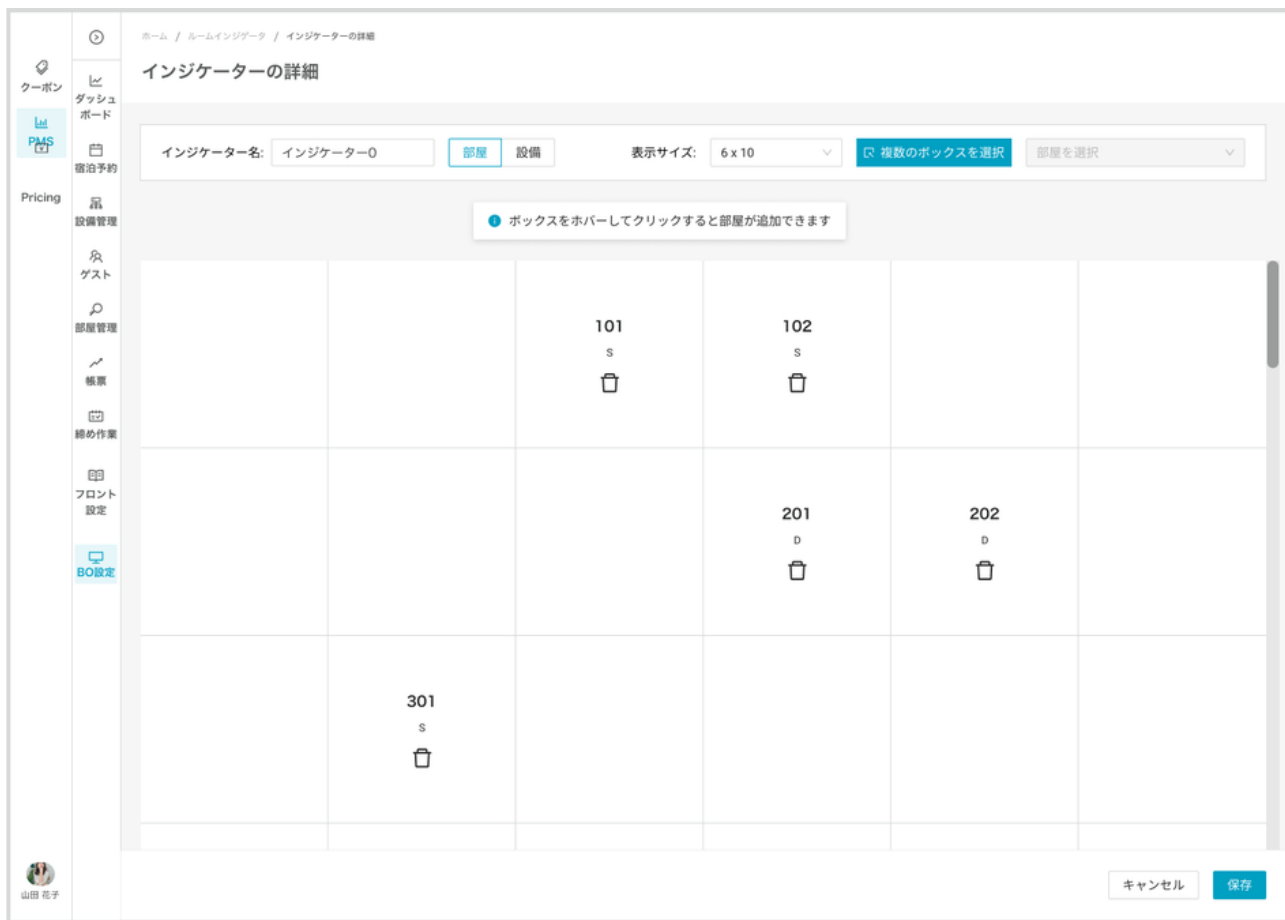 クーポン
PMS
Pricing
山田 花子
ダッシュ
ボード
宿泊予約
設備管理
ゲスト
部屋管理
帳票
締め作業
フロント
設定
BO設定
ホーム / ルームインジゲータ / インジケーターの詳細
インジケーターの詳細
インジケーター名: インジケーター0 部屋 設備 表示サイズ: 6 x 10 複数のボックスを選択 部屋を選択
ボックスをホバーしてクリックすると部屋が追加できます
101 102
S S
201 202
D D
301
S
キャンセル 保存